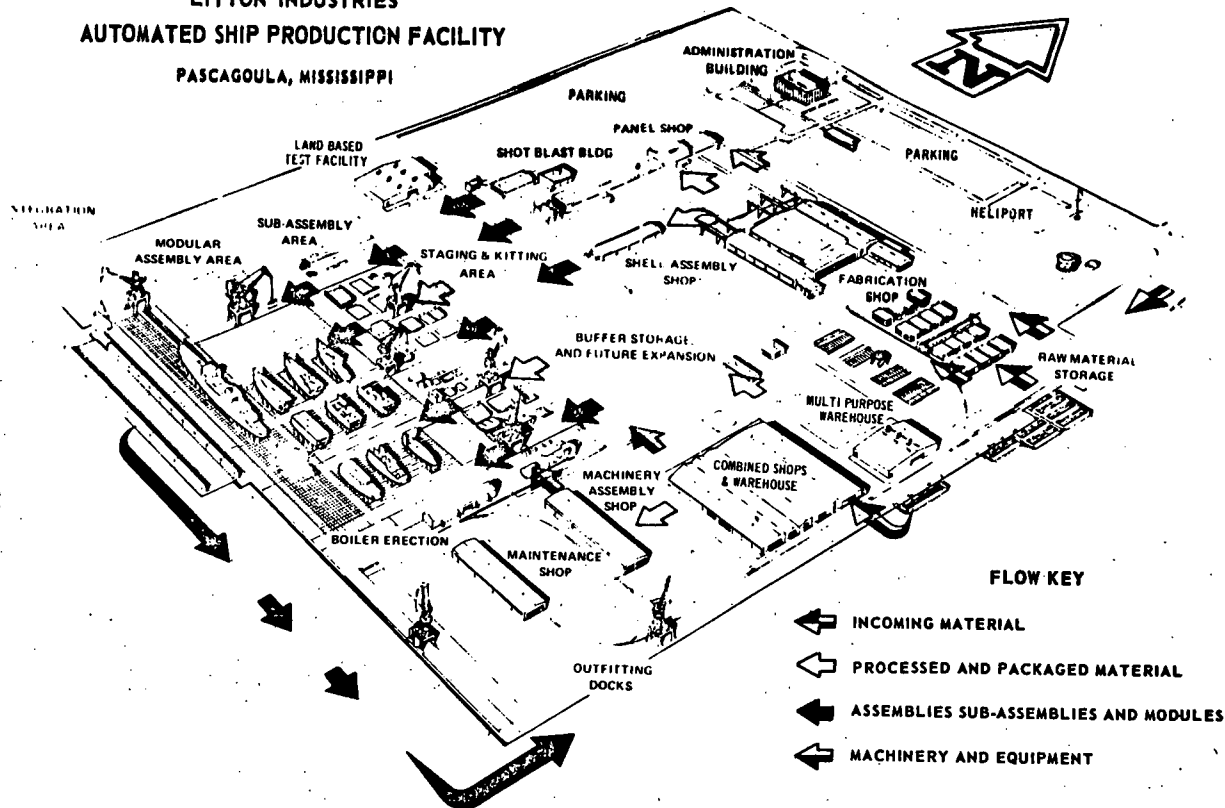 LITTON INDUSTRIES
AUTOMATED SHIP PRODUCTION FACILITY
PASCAGOULA, MISSISSIPPI
ADMINISTRATION
BUILDING
N
PARKING
PANEL SHOP
LAND BASED
TEST FACILITY
SHOT BLAST BLDG
PARKING
HELIPORT
SUB-ASSEMBLY
AREA
MODULAR
ASSEMBLY AREA
STAGING & KITTING
AREA
SHELL ASSEMBLY
SHOP
FABRICATION
SHOP
BUFFER STORAGE
AND FUTURE EXPANSION
RAW MATERIAL
STORAGE
MULTI PURPOSE
WAREHOUSE
COMBINED SHOPS
& WAREHOUSE
MACHINERY
ASSEMBLY
SHOP
BOILER ERECTION
MAINTENANCE
SHOP
OUTFITTING
DOCKS
FLOW KEY
INCOMING MATERIAL
PROCESSED AND PACKAGED MATERIAL
ASSEMBLIES SUB-ASSEMBLIES AND MODULES
MACHINERY AND EQUIPMENT